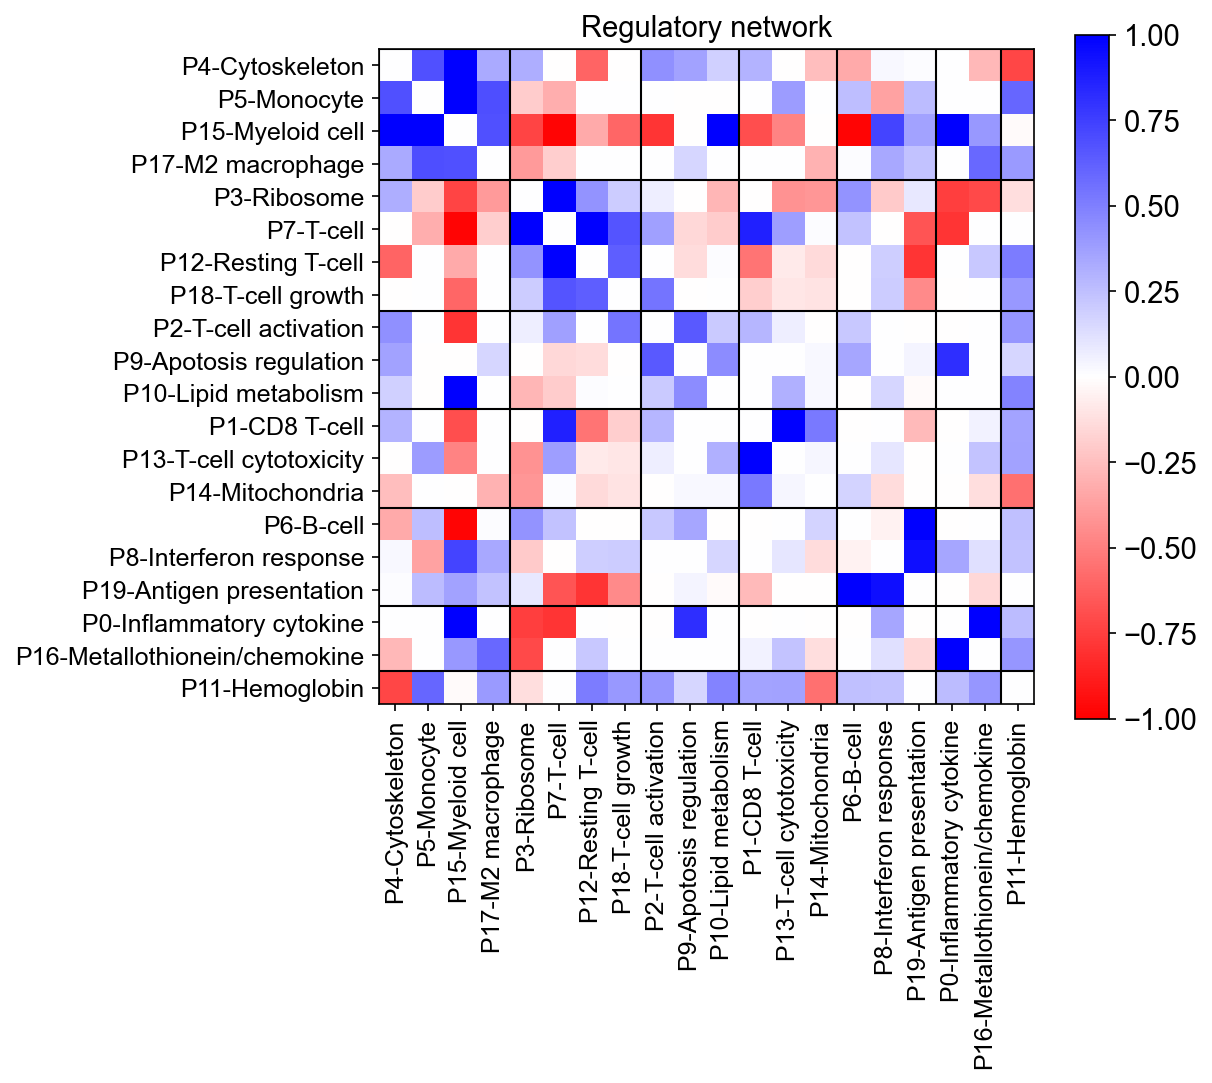 Regulatory network
P4-Cytoskeleton
P5-Monocyte
P15-Myeloid cell
P17-M2 macrophage
P3-Ribosome
P7-T-cell
P12-Resting T-cell
P18-T-cell growth
P2-T-cell activation
P9-Apotosis regulation
P10-Lipid metabolism
P1-CD8 T-cell
P13-T-cell cytotoxicity
P14-Mitochondria
P6-B-cell
P8-Interferon response
P19-Antigen presentation
P0-Inflammatory cytokine
P16-Metallothionein/chemokine
P11-Hemoglobin
P4-Cytoskeleton
P5-Monocyte
P15-Myeloid cell
P17-M2 macrophage
P3-Ribosome
P7-T-cell
P12-Resting T-cell
P18-T-cell growth
P2-T-cell activation
P9-Apotosis regulation
P10-Lipid metabolism
P1-CD8 T-cell
P13-T-cell cytotoxicity
P14-Mitochondria
P6-B-cell
P8-Interferon response
P19-Antigen presentation
P0-Inflammatory cytokine
P16-Metallothionein/chemokine
P11-Hemoglobin
1.00
0.75
0.50
0.25
0.00
−0.25
−0.50
−0.75
−1.00